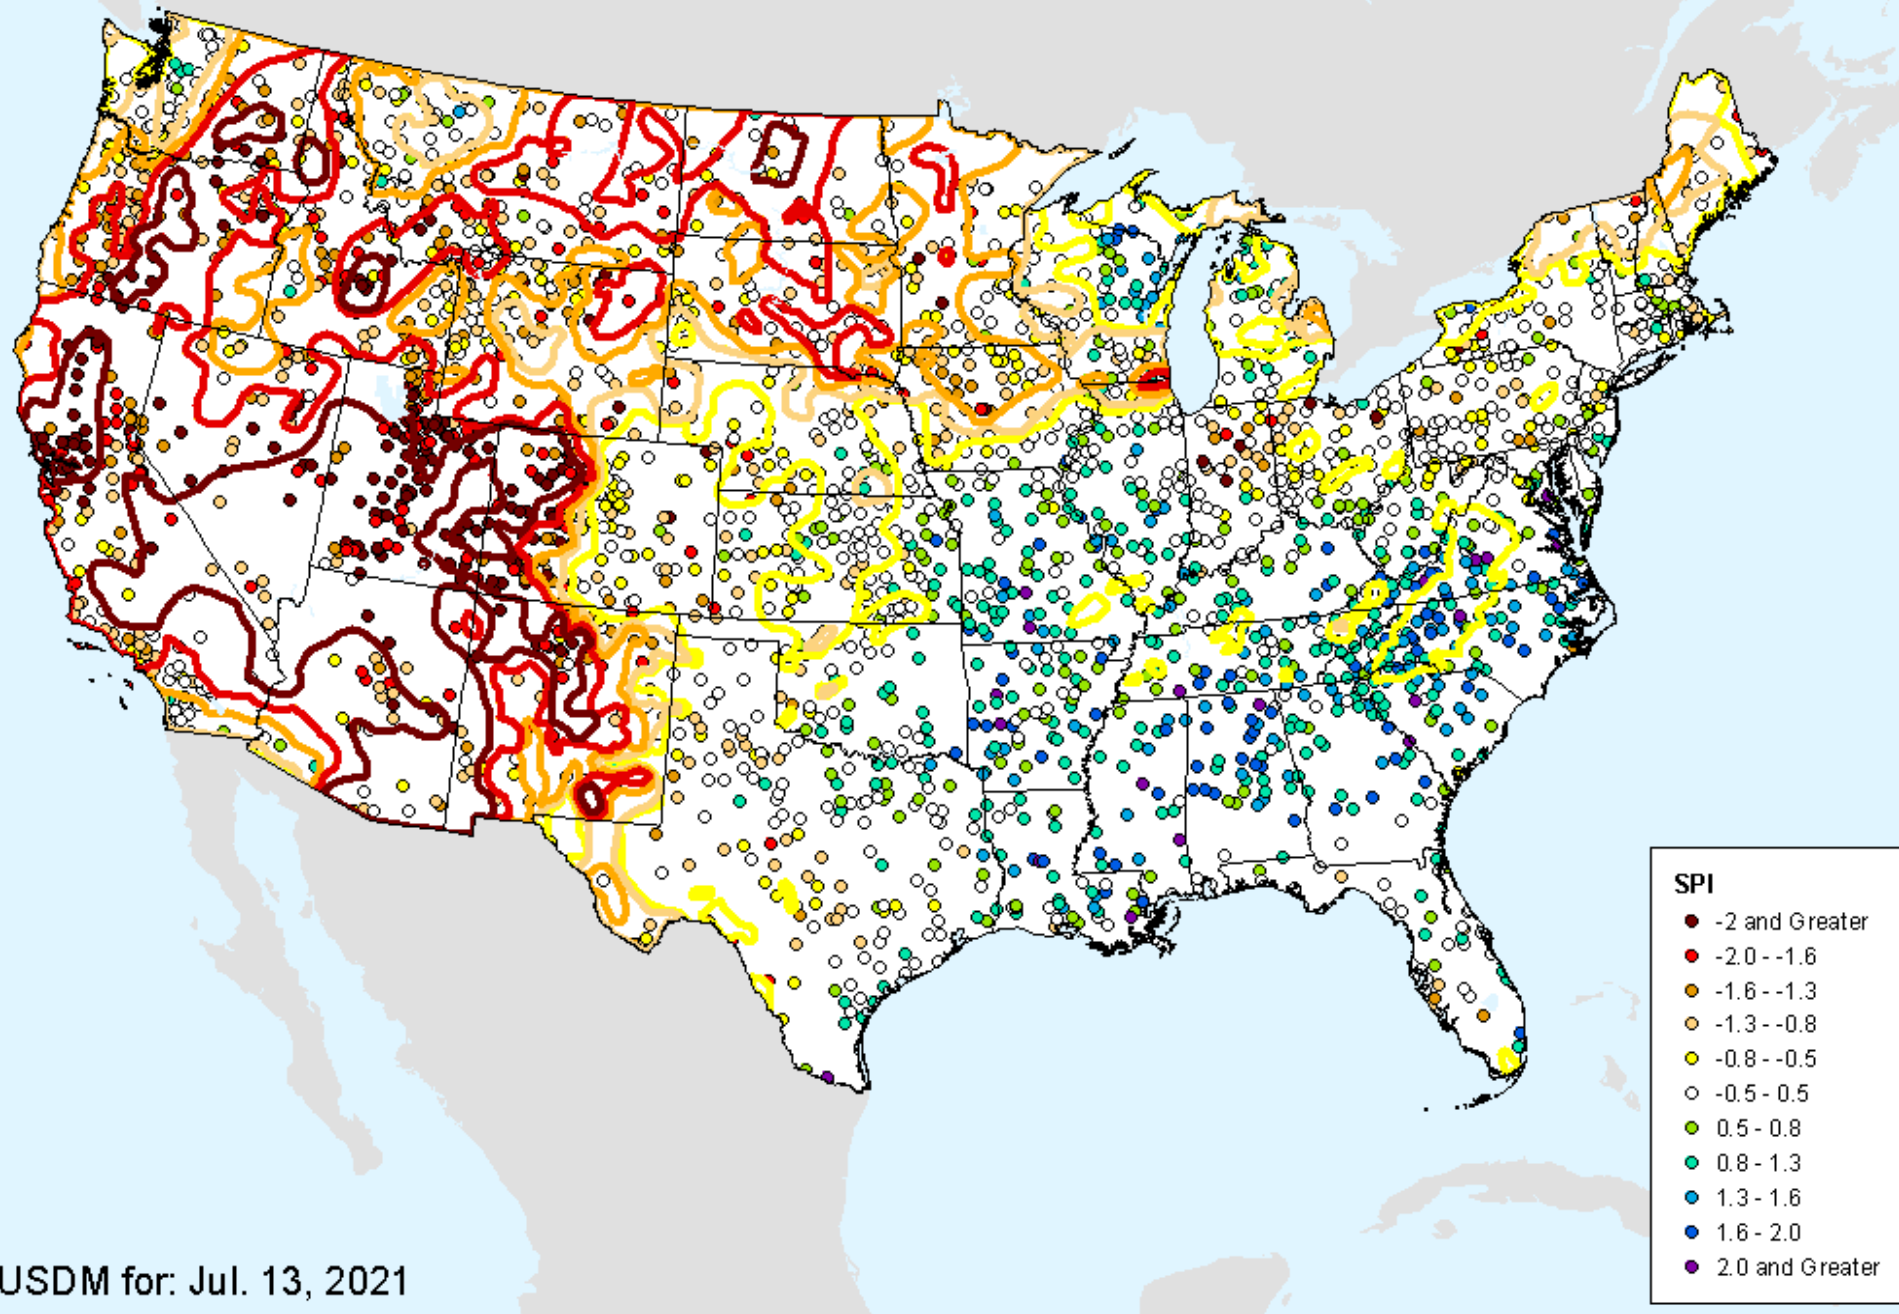 SPI
-2 and Greater
-2.0 - -1.6
-1.6 - -1.3
-1.3 - -0.8
-0.8 - -0.5
-0.5 - 0.5
0.5 - 0.8
0.8 - 1.3
1.3 - 1.6
1.6 - 2.0
2.0 and Greater
USDM for: Jul. 13, 2021